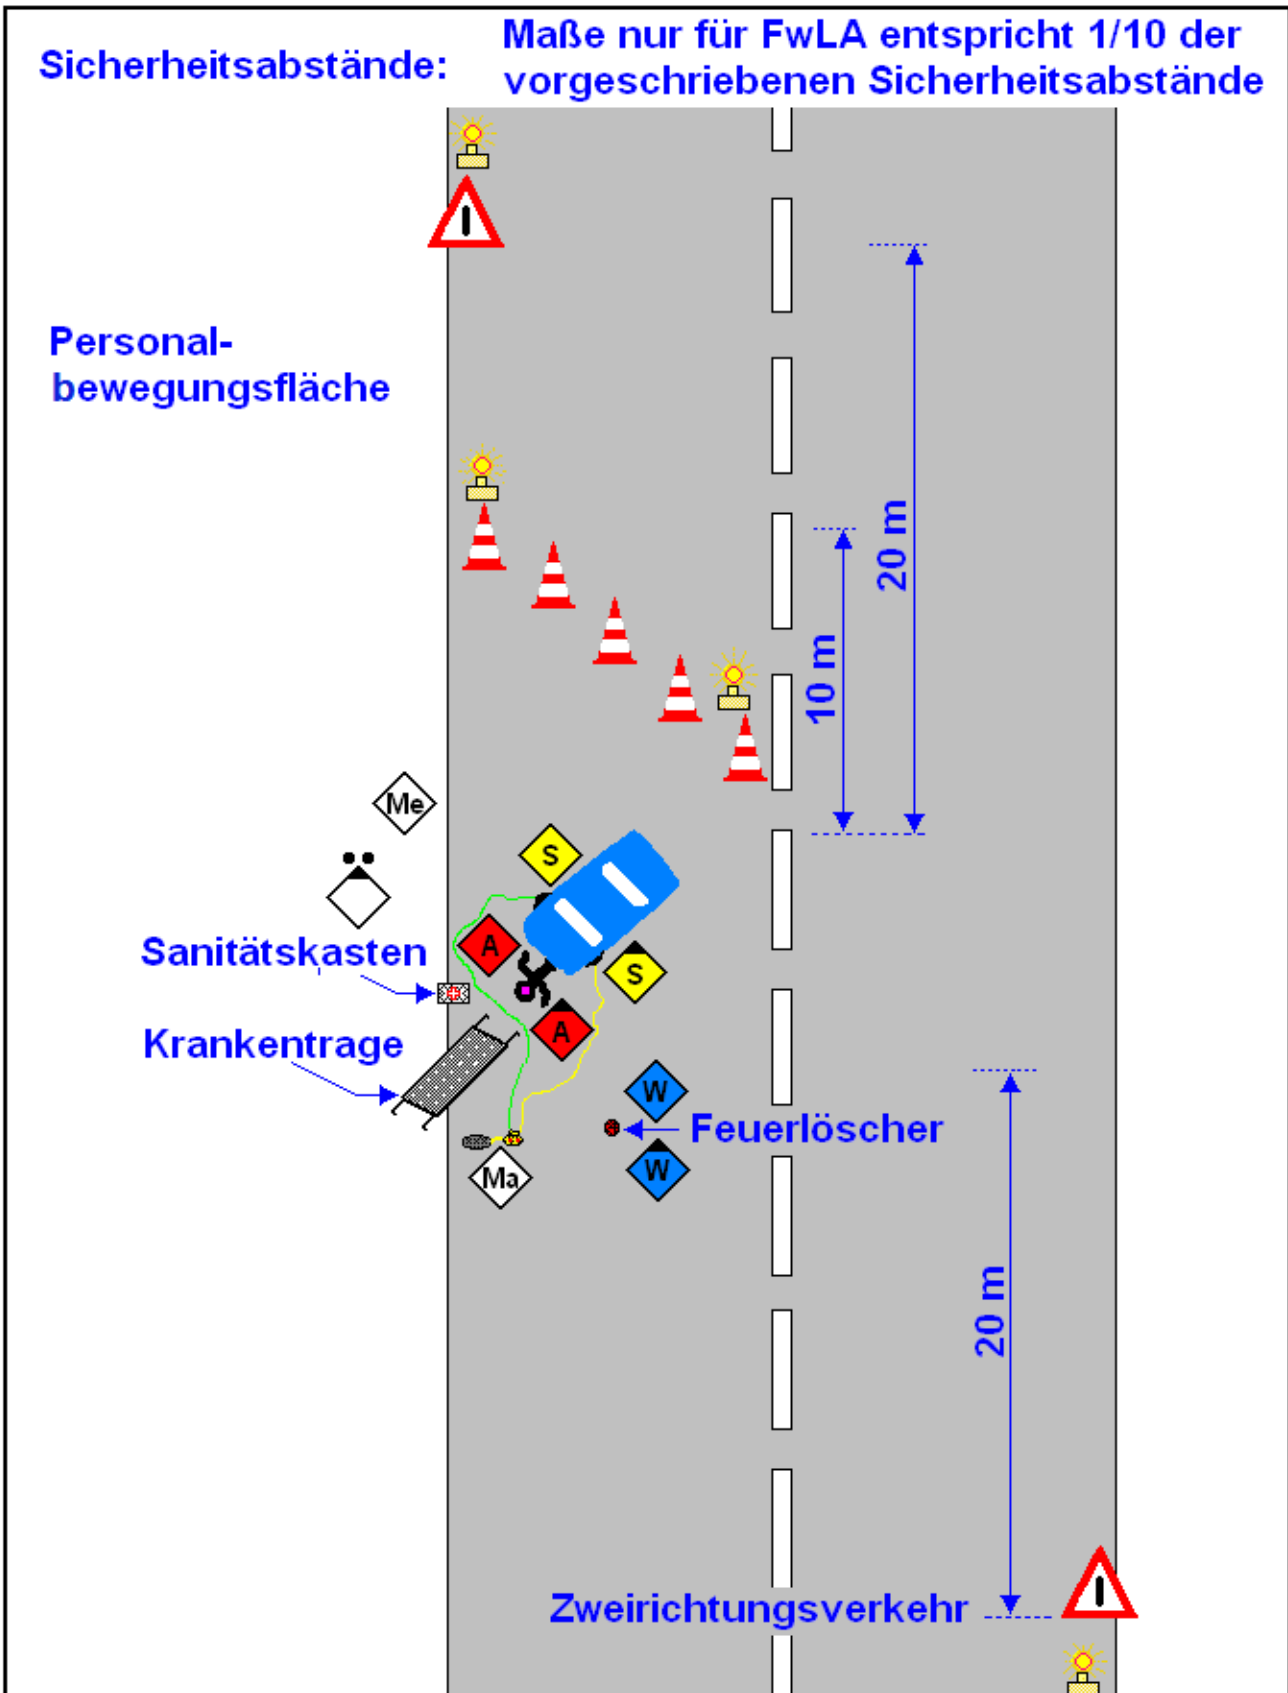 Sicherheitsabstände:
Maße nur für FwLA entspricht 1/10 der
vorgeschriebenen Sicherheitsabstände
Personal-
bewegungsfläche
20 m
10 m
Me
S
A
Sanitätskasten
S
A
Krankentrage
W
Feuerlöscher
W
Ma
20 m
Zweirichtungsverkehr